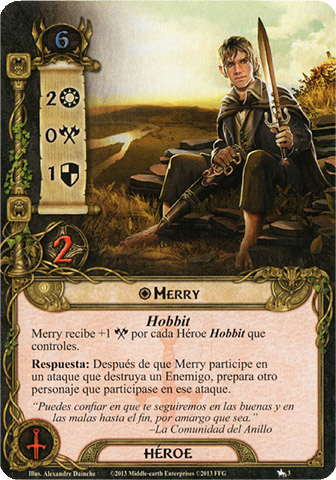 6
2
0
1
2
Merry
Hobbit
Merry recibe +1 por cada Héroe Hobbit que
controles.
Respuesta: Después de que Merry participe en
un ataque que destruya un Enemigo, prepara otro
personaje que participase en ese ataque.
“Puedes confiar en que te seguiremos en las buenas y en
las malas hasta el fin, por amargo que sea.”
–La Comunidad del Anillo
HÉROE
Illus. Alexandre Dainche ©2013 Middle-earth Enterprises ©2013 FFG 3